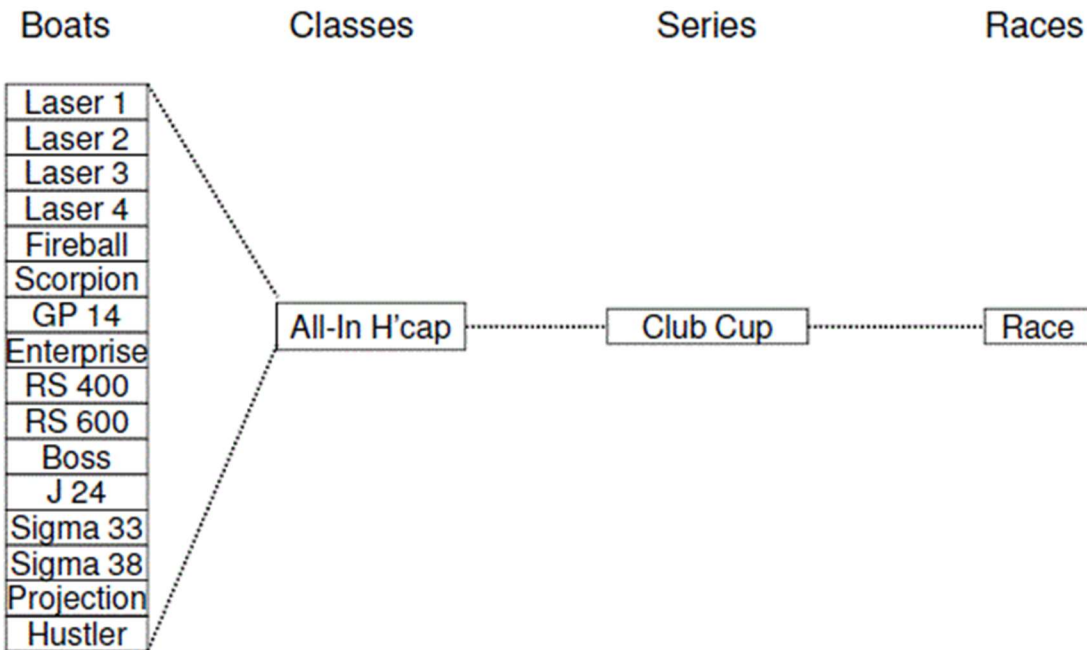 Boats Classes Series Races
Laser 1
Laser 2
Laser 3
Laser 4
Fireball
Scorpion
GP 14
Enterprise
RS 400
RS 600
Boss
J 24
Sigma 33
Sigma 38
Projection
Hustler
All-In H'cap
Club Cup
Race